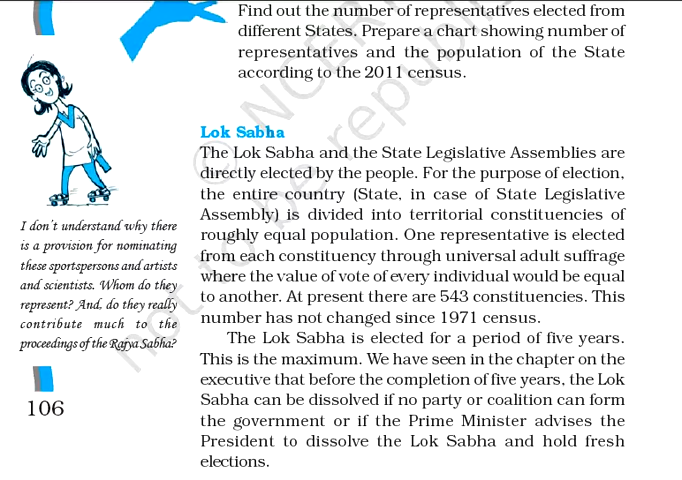 Find out the number of representatives elected from
different States. Prepare a chart showing number of
representatives and the population of the State
according to the 2011 census.
Lok Sabha
The Lok Sabha and the State Legislative Assemblies are
directly elected by the people. For the purpose of election,
the entire country (State, in case of State Legislative
Assembly) is divided into territorial constituencies of
roughly equal population. One representative is elected
from each constituency through universal adult suffrage
where the value of vote of every individual would be equal
to another. At present there are 543 constituencies. This
number has not changed since 1971 census.
The Lok Sabha is elected for a period of five years.
This is the maximum. We have seen in the chapter on the
executive that before the completion of five years, the Lok
Sabha can be dissolved if no party or coalition can form
the government or if the Prime Minister advises the
President to dissolve the Lok Sabha and hold fresh
elections.
I don't understand why there
is a provision for nominating
these sportspersons and artists
and scientists. Whom do they
represent? And, do they really
contribute much to the
proceedings of the Rajya Sabha?
106
© NCER
not to be republi